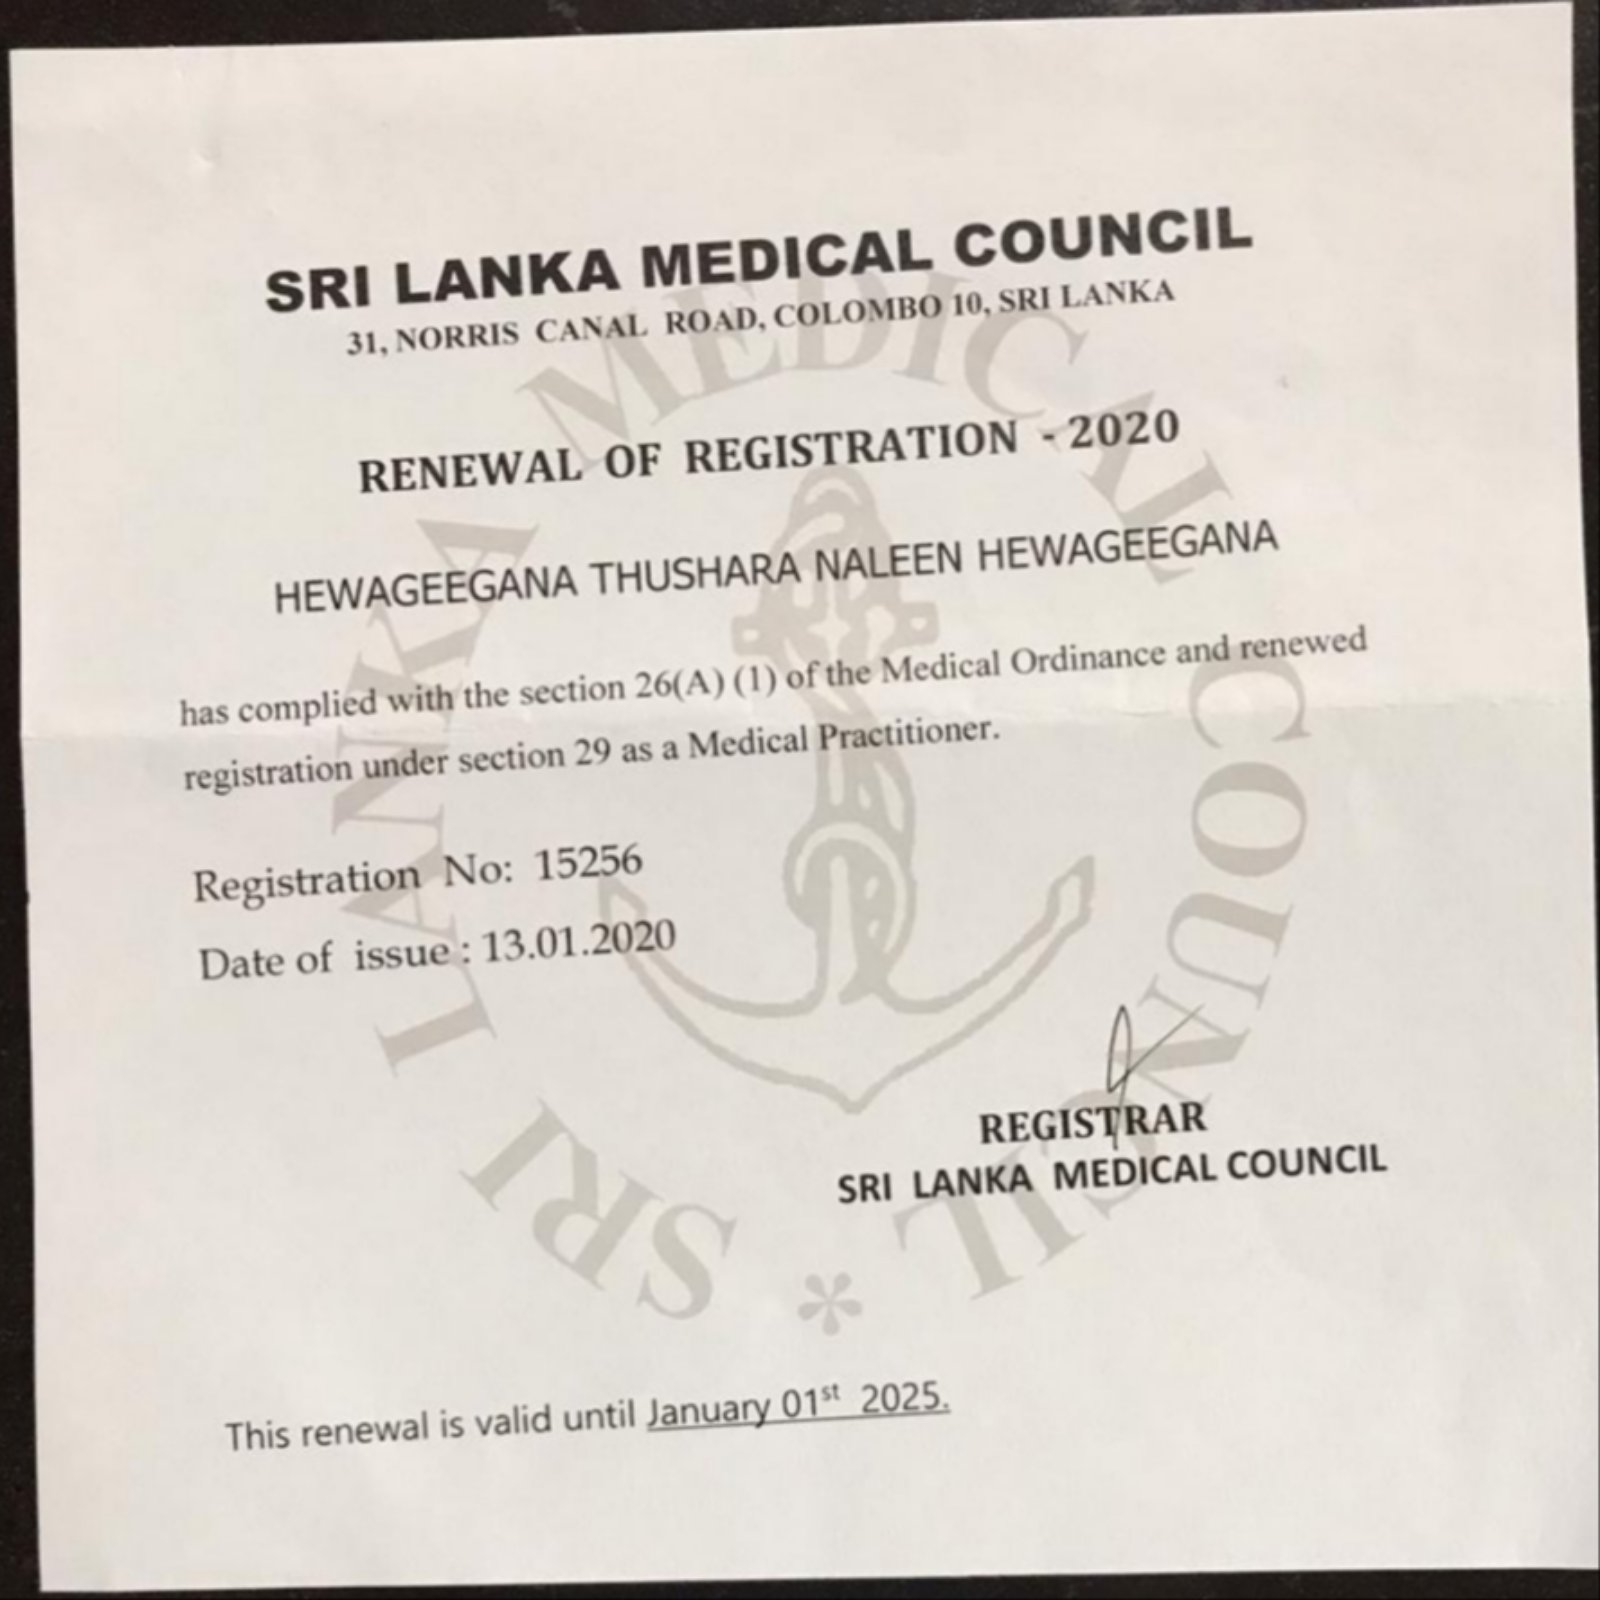 SRI LANKA MEDICAL COUNCIL
31, NORRIS CANAL ROAD, COLOMBO 10, SRI LANKA
RENEWAL OF REGISTRATION - 2020
HEWAGEEGANA THUSHARA NALEEN HEWAGEEGANA
has complied with the section 26(A) (1) of the Medical Ordinance and renewed
registration under section 29 as a Medical Practitioner.
Registration No: 15256
Date of issue : 13.01.2020
REGISTRAR
SRI LANKA MEDICAL COUNCIL
This renewal is valid until January 01st 2025.
SRI LANKA MEDICAL COUNCIL *